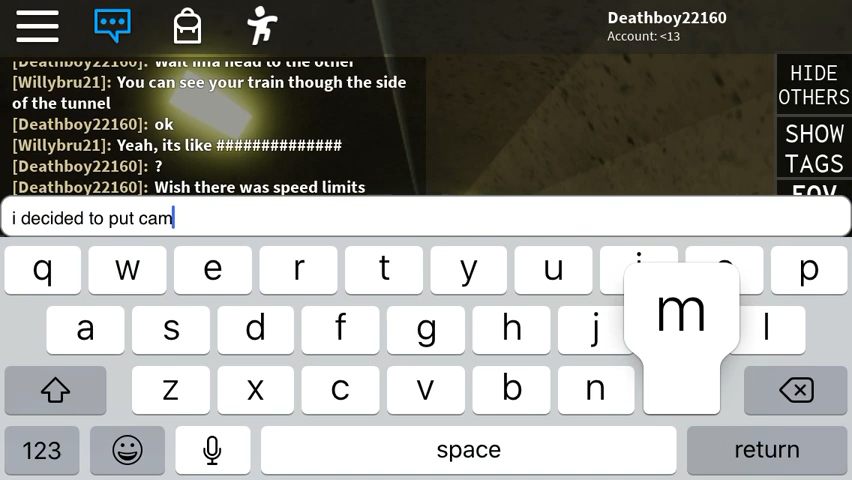 Deathboy22160
Account: <13
[Deathboy22160]: Wait ima head to the other
[Willybru21]: You can see your train though the side
of the tunnel
[Deathboy22160]: ok
[Willybru21]: Yeah, its like ##############
[Deathboy22160]: ?
[Deathboy22160]: Wish there was speed limits
HIDE
OTHERS
SHOW
TAGS
FOV
i decided to put cam
q w e r t y u i o p
a s d f g h j l
m
z x c v b n
123 space return